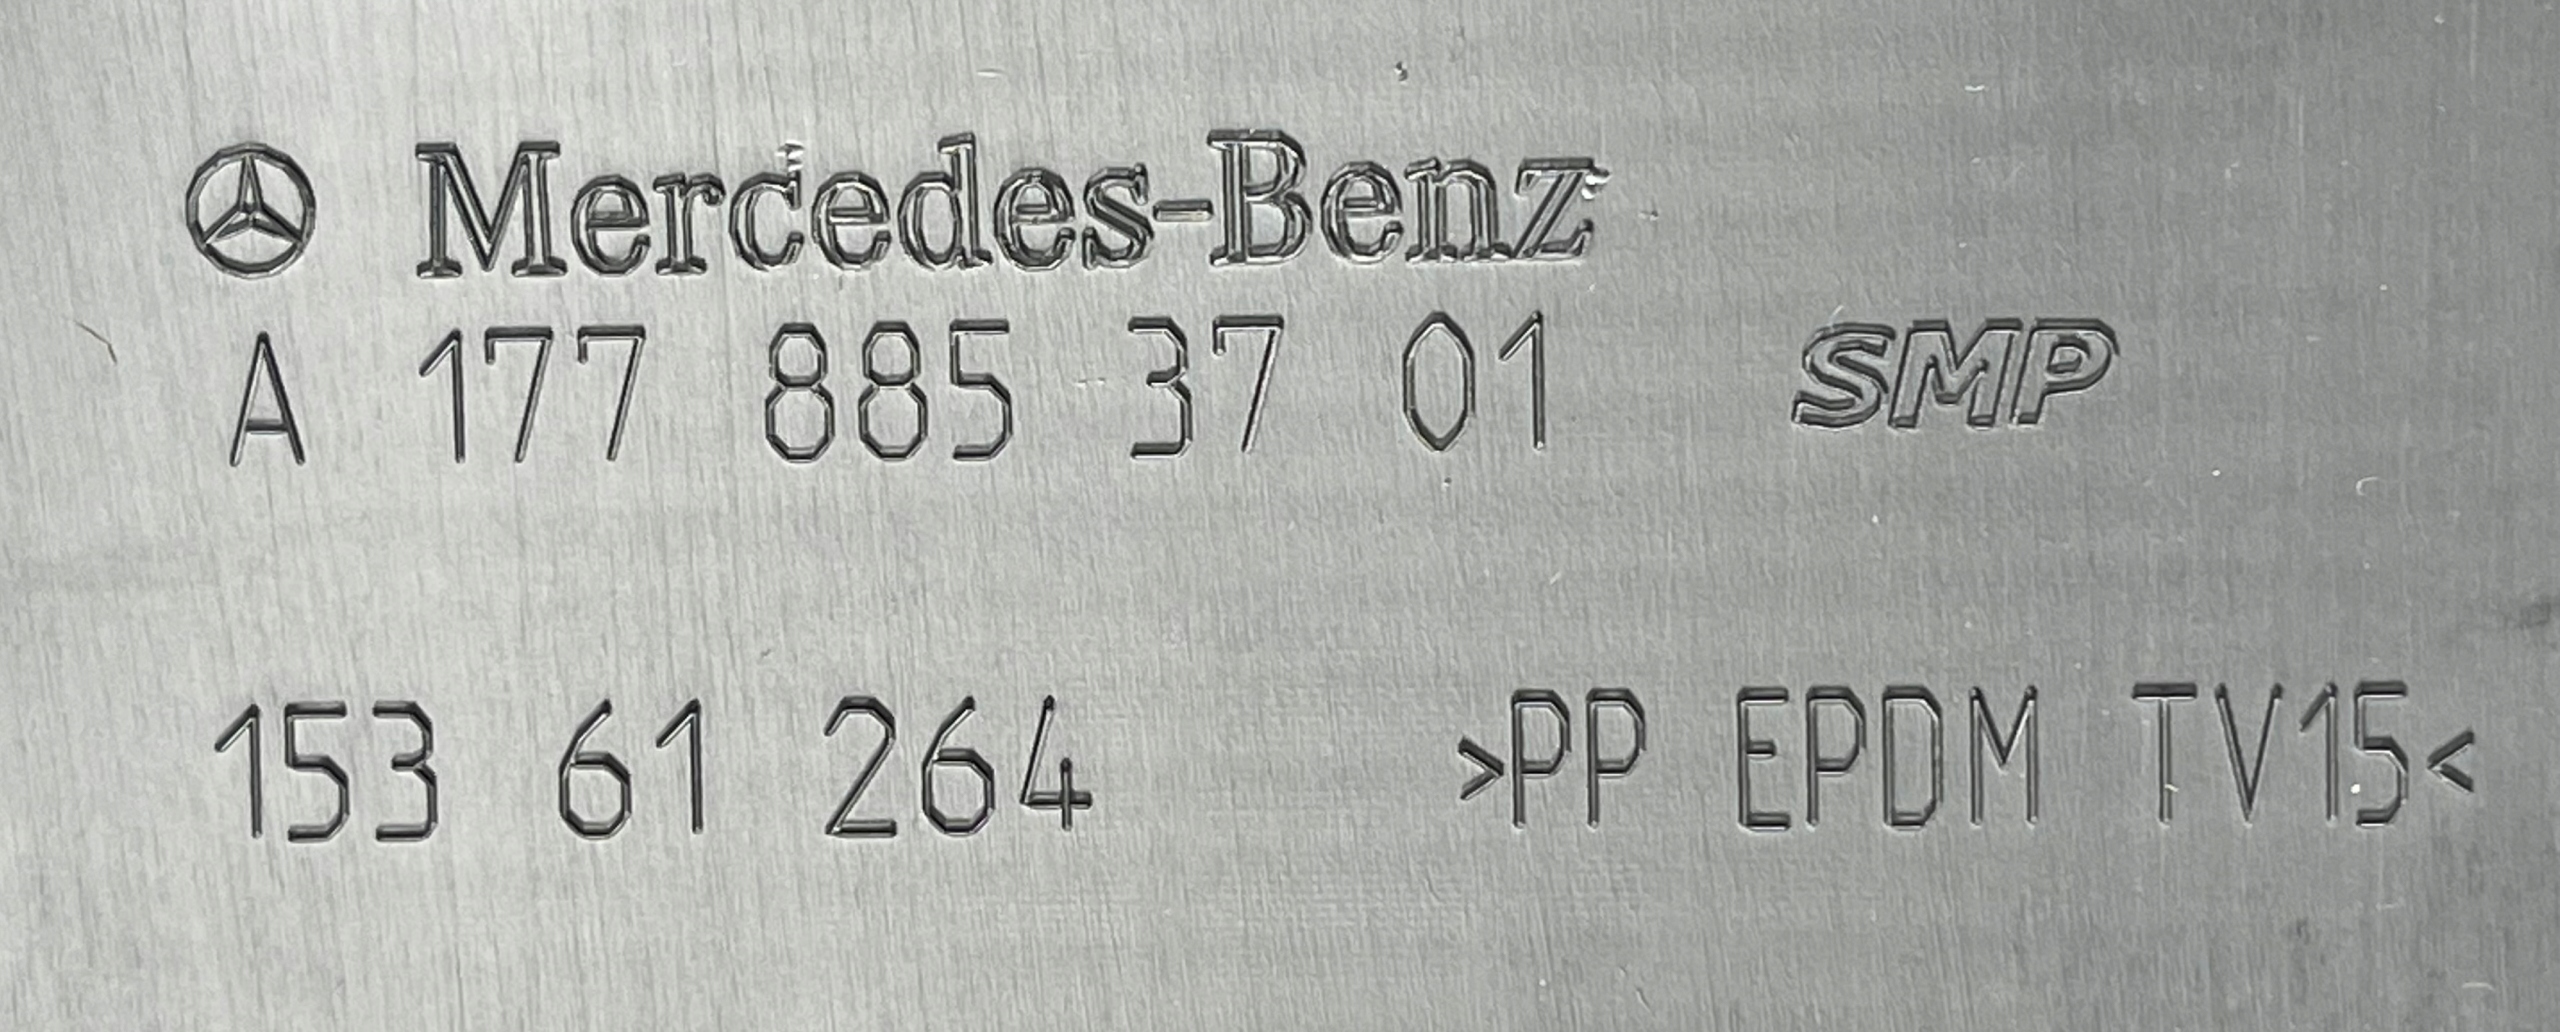 Mercedes-Benz
A 177 885 37 01 SMP
153 61 264 >PP EPDM TV15<